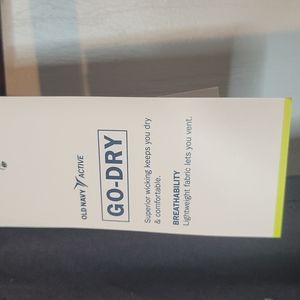 OLD NAVY ACTIVE
GO-DRY
Superior wicking keeps you dry
& comfortable.
BREATHABILITY
Lightweight fabric lets you vent.